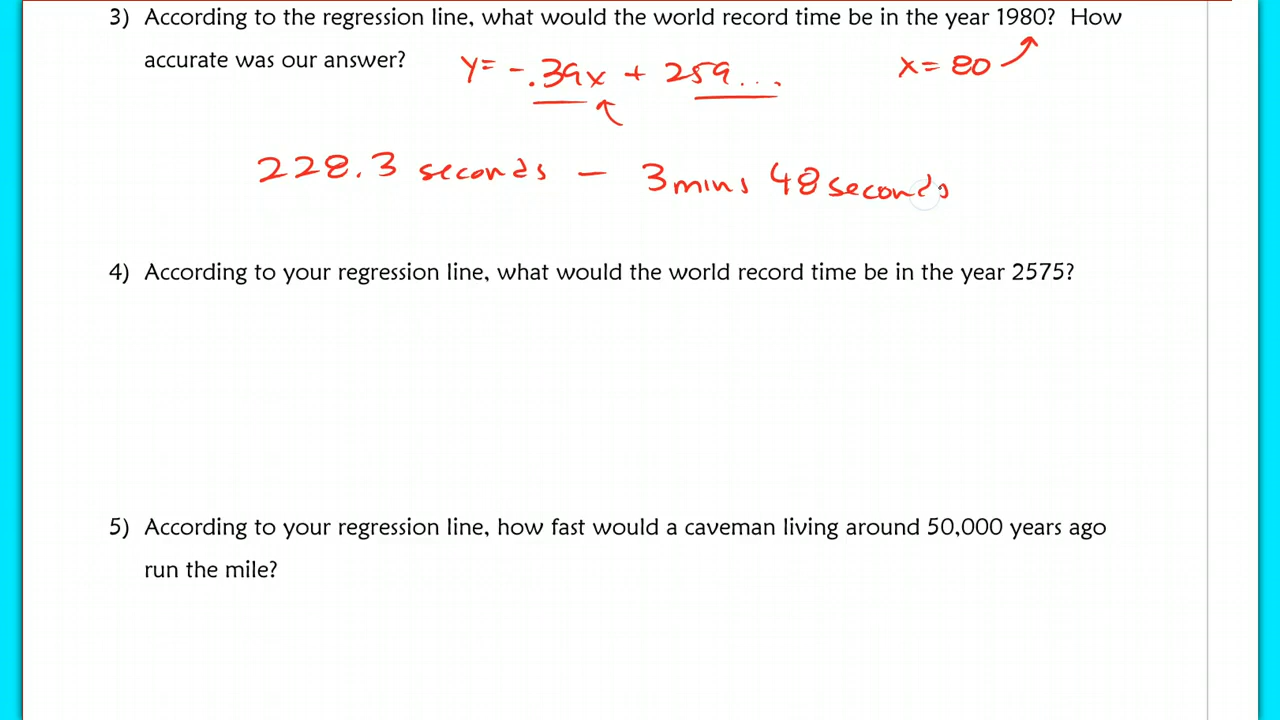 3) According to the regression line, what would the world record time be in the year 1980? How
accurate was our answer?
y= -.39x + 259... x= 80
228.3 seconds — 3mins 48seconds
4) According to your regression line, what would the world record time be in the year 2575?
5) According to your regression line, how fast would a caveman living around 50,000 years ago
run the mile?